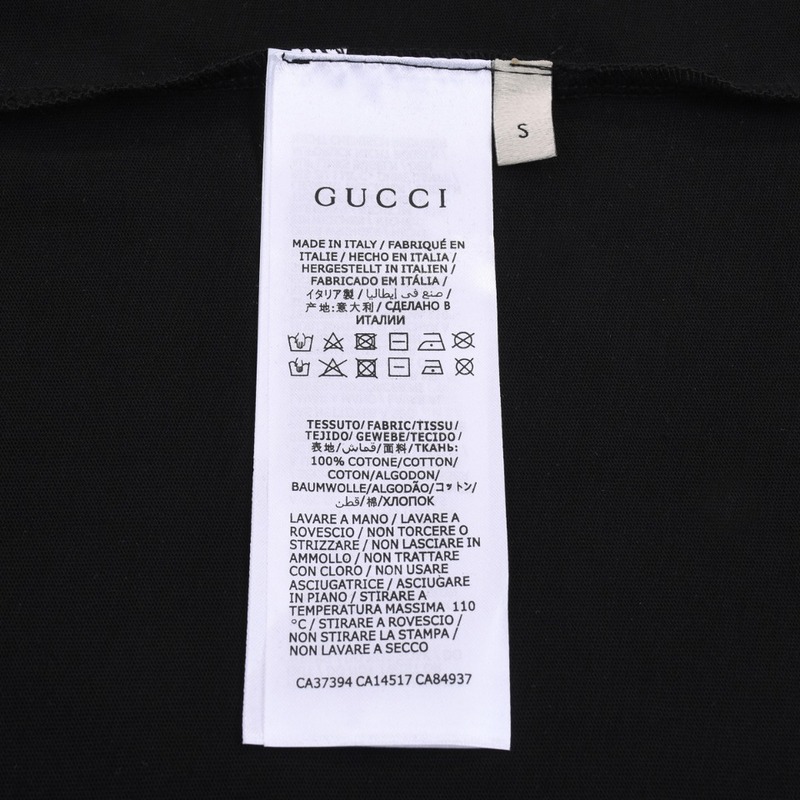 S
GUCCI
MADE IN ITALY / FABRIQUÉ EN
ITALIE / HECHO EN ITALIA /
HERGESTELLT IN ITALIEN /
FABRICADO EM ITÁLIA /
イタリア製 / صنع في إيطاليا /
产地:意大利 / СДЕЛАНО В
ИТАЛИИ
TESSUTO/FABRIC/TISSU/
TEJIDO/ GEWEBE/TECIDO /
表地/قماش/面料/ТКАНЬ:
100% COTONE/COTTON/
COTON/ALGODON/
BAUMWOLLE/ALGODÃO/コットン/
قطن/棉/ХЛОПОК
LAVARE A MANO / LAVARE A
ROVESCIO / NON TORCERE O
STRIZZARE / NON LASCIARE IN
AMMOLLO / NON TRATTARE
CON CLORO / NON USARE
ASCIUGATRICE / ASCIUGARE
IN PIANO / STIRARE A
TEMPERATURA MASSIMA 110
°C / STIRARE A ROVESCIO /
NON STIRARE LA STAMPA /
NON LAVARE A SECCO
CA37394 CA14517 CA84937